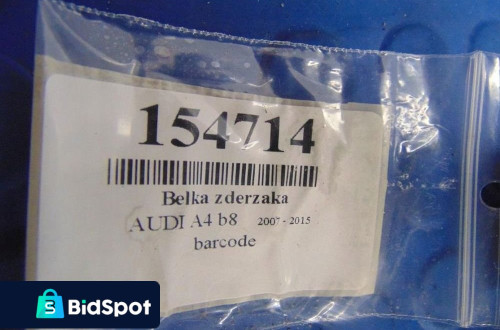 154714
Belka zderzaka
AUDI A4 b8 2007 - 2015
barcode
BidSpot